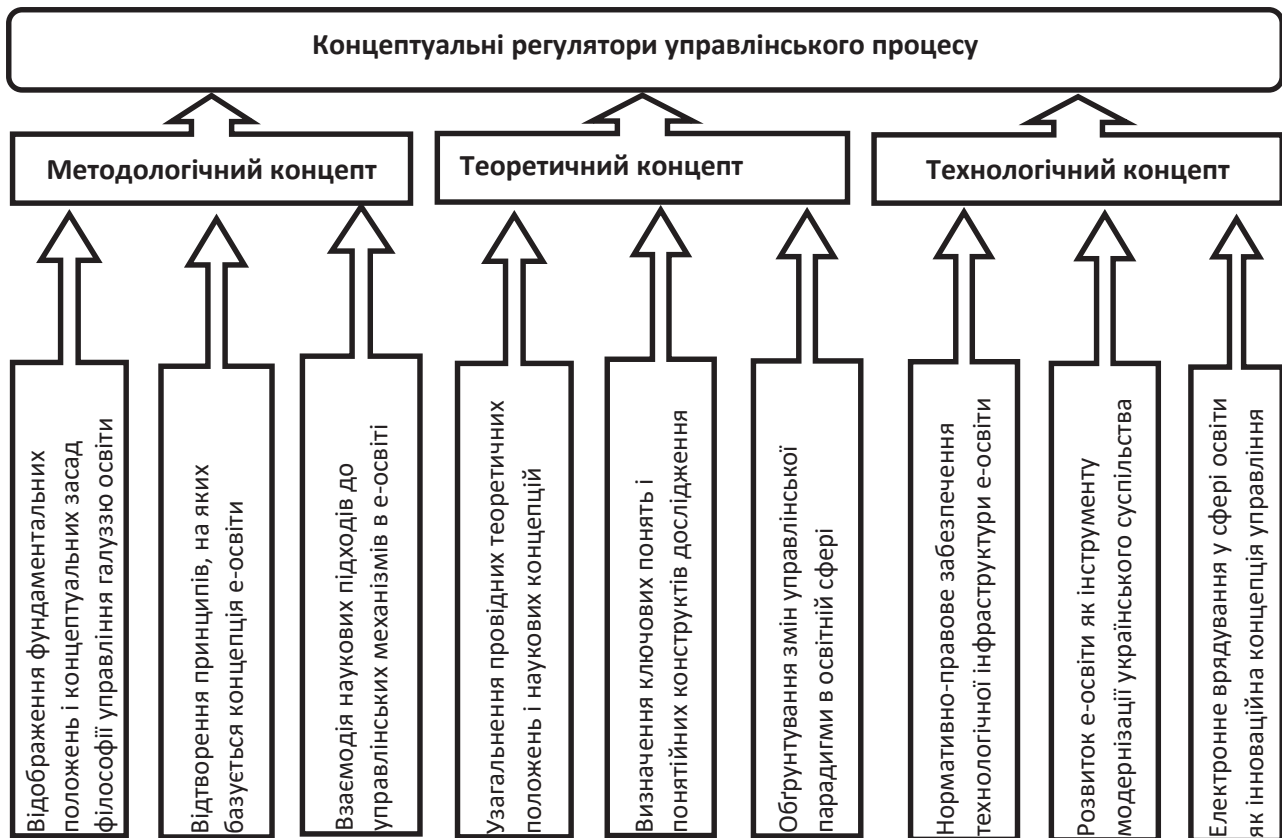 Концептуальні регулятори управлінського процесу
Методологічний концепт
Теоретичний концепт
Технологічний концепт
Відображення фундаментальних
положень і концептуальних засад
філософії управління галуззю освіти
Відтворення принципів, на яких
базується концепція е-освіти
Взаємодія наукових підходів до
управлінських механізмів в е-освіті
Узагальнення провідних теоретичних
положень і наукових концепцій
Визначення ключових понять і
понятійних конструктів дослідження
Обґрунтування змін управлінської
парадигми в освітній сфері
Нормативно-правове забезпечення
технологічної інфраструктури е-освіти
Розвиток е-освіти як інструменту
модернізації українського суспільства
Електронне врядування у сфері освіти
як інноваційна концепція управління